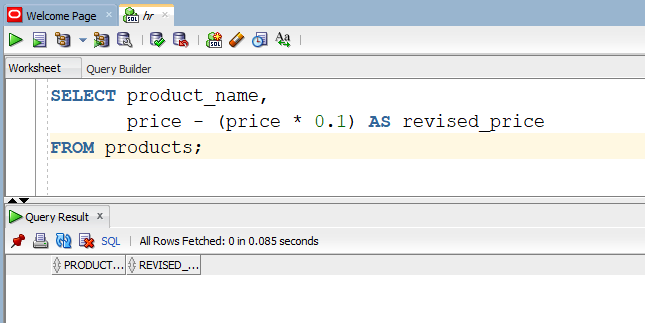 Welcome Page
hr
Worksheet Query Builder
SELECT product_name,
price - (price * 0.1) AS revised_price
FROM products;
Query Result x
SQL | All Rows Fetched: 0 in 0.085 seconds
PRODUCT... REVISED_...